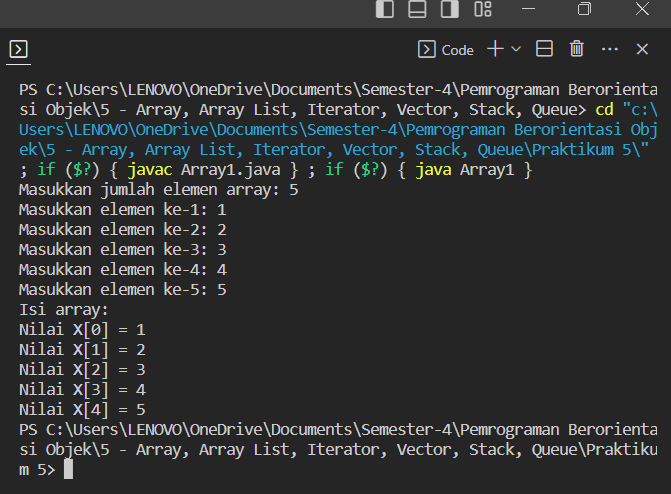 Code
PS C:\Users\LENOVO\OneDrive\Documents\Semester-4\Pemrograman Berorienta
si Objek\5 - Array, Array List, Iterator, Vector, Stack, Queue> cd "c:\
Users\LENOVO\OneDrive\Documents\Semester-4\Pemrograman Berorientasi Obj
ek\5 - Array, Array List, Iterator, Vector, Stack, Queue\Praktikum 5\"
; if ($?) { javac Array1.java } ; if ($?) { java Array1 }
Masukkan jumlah elemen array: 5
Masukkan elemen ke-1: 1
Masukkan elemen ke-2: 2
Masukkan elemen ke-3: 3
Masukkan elemen ke-4: 4
Masukkan elemen ke-5: 5
Isi array:
Nilai X[0] = 1
Nilai X[1] = 2
Nilai X[2] = 3
Nilai X[3] = 4
Nilai X[4] = 5
PS C:\Users\LENOVO\OneDrive\Documents\Semester-4\Pemrograman Berorienta
si Objek\5 - Array, Array List, Iterator, Vector, Stack, Queue\Praktiku
m 5>